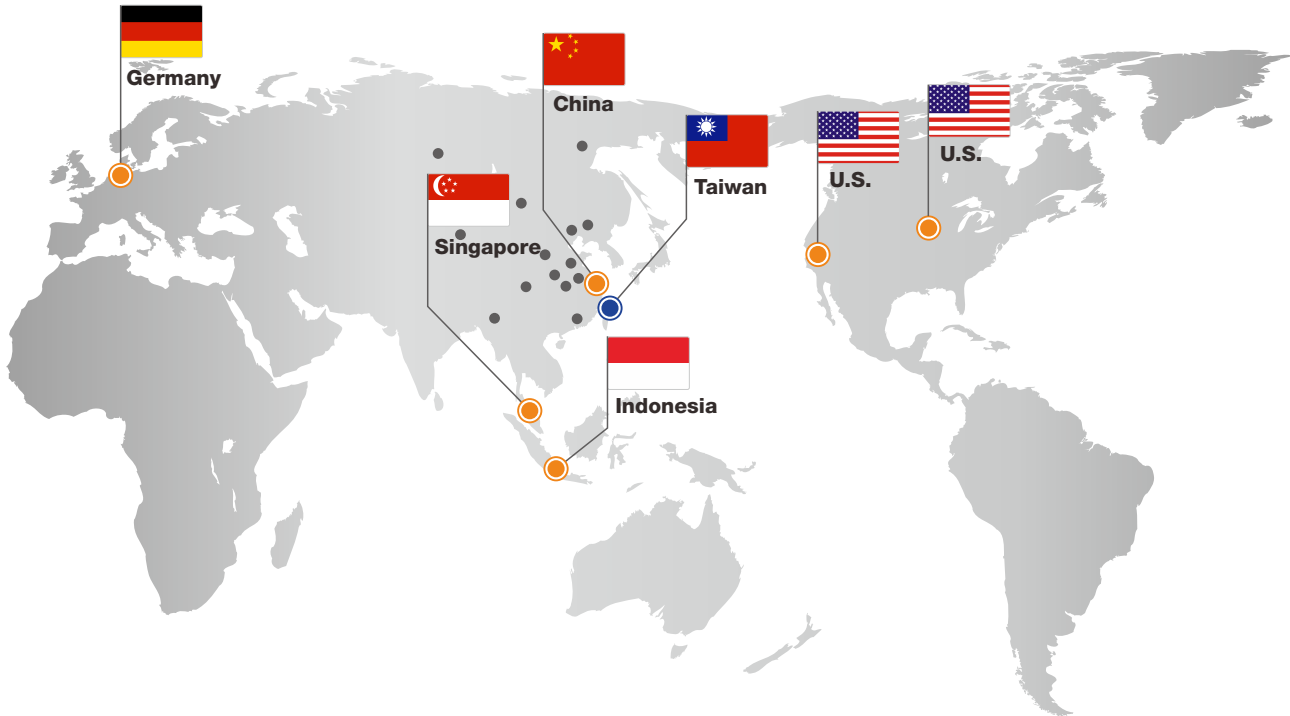 Germany
China
U.S.
U.S.
Taiwan
Singapore
Indonesia